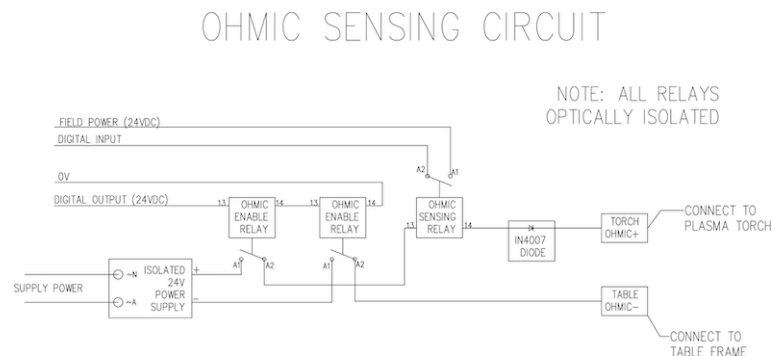 OHMIC SENSING CIRCUIT
NOTE: ALL RELAYS
OPTICALLY ISOLATED
FIELD POWER (24VDC)
DIGITAL INPUT
A2
A1
0V
DIGITAL OUTPUT (24VDC)
13
OHMIC
ENABLE
RELAY
14
13
OHMIC
ENABLE
RELAY
14
13
OHMIC
SENSING
RELAY
14
IN4007
DIODE
TORCH
OHMIC+
CONNECT TO
PLASMA TORCH
A1
A2
A1
A2
SUPPLY POWER
~N
~A
ISOLATED
24V
POWER
SUPPLY
+
-
TABLE
OHMIC-
CONNECT TO
TABLE FRAME